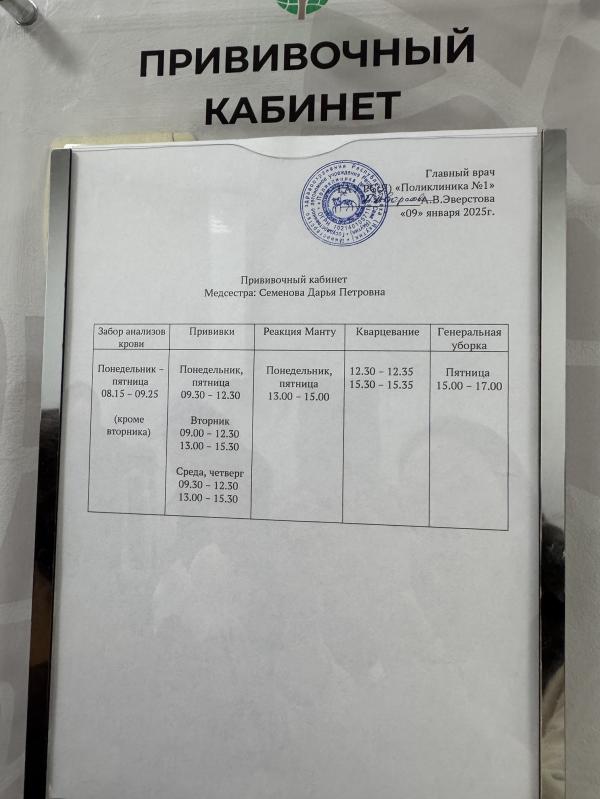 ПРИВИВОЧНЫЙ
КАБИНЕТ
Главный врач
РС(Я) «Поликлиника №1»
В.Эверстова
«09» января 2025г.
Прививочный кабинет
Медсестра: Семенова Дарья Петровна
Забор анализов крови
Прививки
Реакция Манту
Кварцевание
Генеральная уборка
Понедельник –
пятница
08.15 – 09.25
(кроме
вторника)
Понедельник,
пятница
09.30 – 12.30
Вторник
09.00 – 12.30
13.00 – 15.30
Среда, четверг
09.30 – 12.30
13.00 – 15.30
Понедельник,
пятница
13.00 – 15.00
12.30 – 12.35
15.30 – 15.35
Пятница
15.00 – 17.00